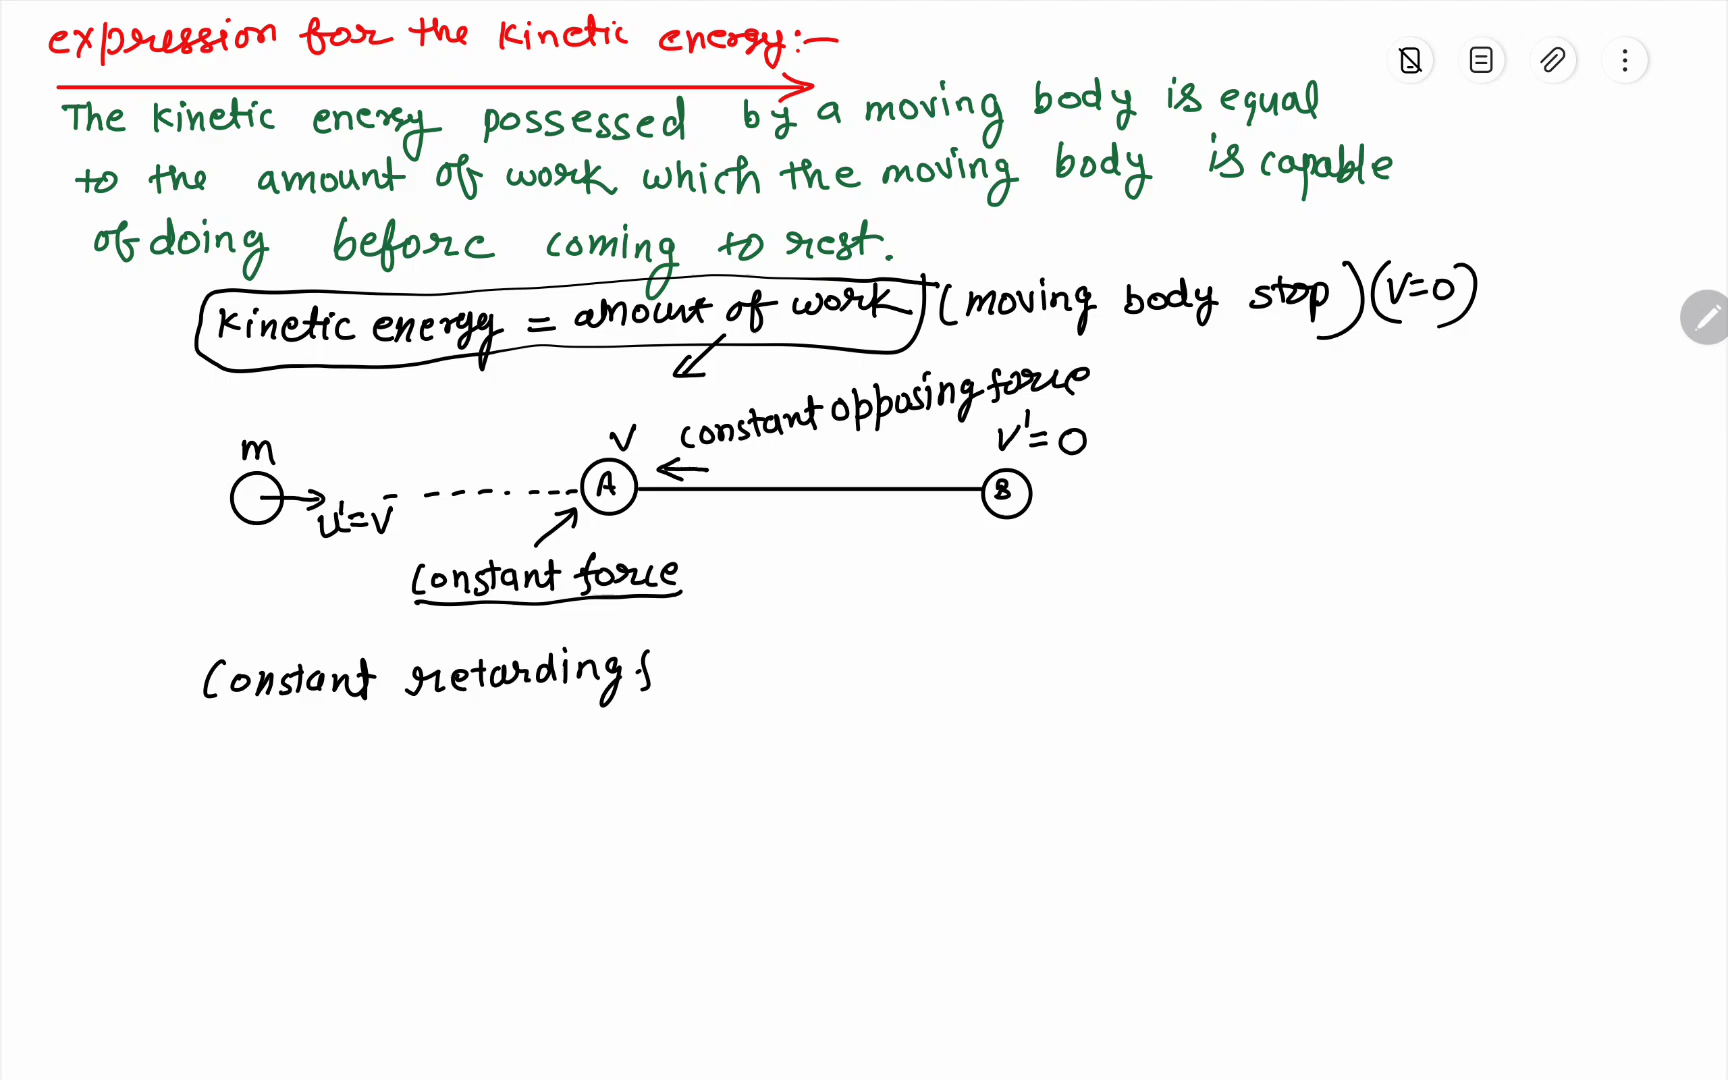 expression for the kinetic energy:-
The kinetic energy possessed by a moving body is equal
to the amount of work which the moving body is capable
of doing before coming to rest.
Kinetic energy = amount of work (moving body stop) (v=0)
constant opposing force
m
v
v'=0
A
B
u'=v
constant force
Constant retarding f